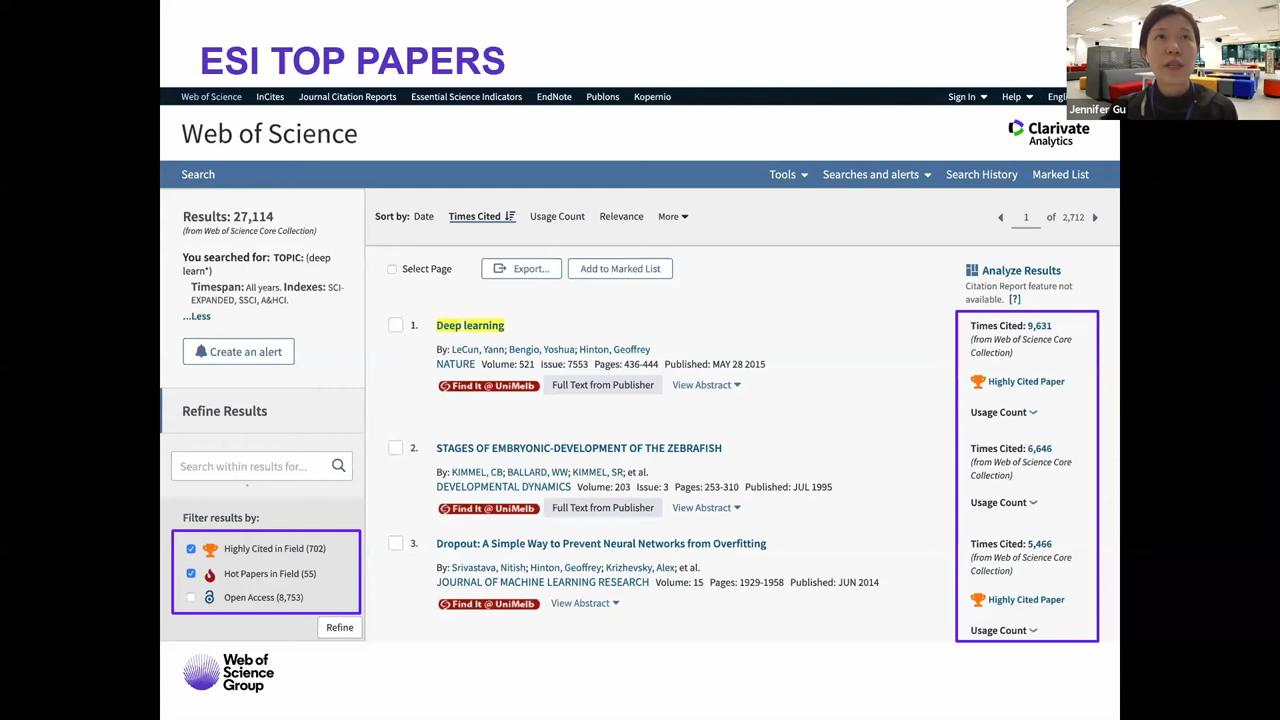 ESI TOP PAPERS
Jennifer Gu
Web of Science InCites Journal Citation Reports Essential Science Indicators EndNote Publons Kopernio Sign In Help Engl
Web of Science
Clarivate
Analytics
Search Tools Searches and alerts Search History Marked List
Results: 27,114
(from Web of Science Core Collection)
You searched for: TOPIC: (deep
learn*)
Timespan: All years. Indexes: SCI-
EXPANDED, SSCI, A&HCI.
...Less
Create an alert
Refine Results
Search within results for...
Filter results by:
Highly Cited in Field (702)
Hot Papers in Field (55)
Open Access (8,753)
Refine
Sort by: Date Times Cited Usage Count Relevance More
1 of 2,712
Select Page Export... Add to Marked List
Analyze Results
Citation Report feature not
available. [?]
1. Deep learning
By: LeCun, Yann; Bengio, Yoshua; Hinton, Geoffrey
NATURE Volume: 521 Issue: 7553 Pages: 436-444 Published: MAY 28 2015
Find It @ UniMelb Full Text from Publisher View Abstract
Times Cited: 9,631
(from Web of Science Core
Collection)
Highly Cited Paper
Usage Count
2. STAGES OF EMBRYONIC-DEVELOPMENT OF THE ZEBRAFISH
By: KIMMEL, CB; BALLARD, WW; KIMMEL, SR; et al.
DEVELOPMENTAL DYNAMICS Volume: 203 Issue: 3 Pages: 253-310 Published: JUL 1995
Find It @ UniMelb Full Text from Publisher View Abstract
Times Cited: 6,646
(from Web of Science Core
Collection)
Usage Count
3. Dropout: A Simple Way to Prevent Neural Networks from Overfitting
By: Srivastava, Nitish; Hinton, Geoffrey; Krizhevsky, Alex; et al.
JOURNAL OF MACHINE LEARNING RESEARCH Volume: 15 Pages: 1929-1958 Published: JUN 2014
Find It @ UniMelb View Abstract
Times Cited: 5,466
(from Web of Science Core
Collection)
Highly Cited Paper
Usage Count
Web of
Science
Group